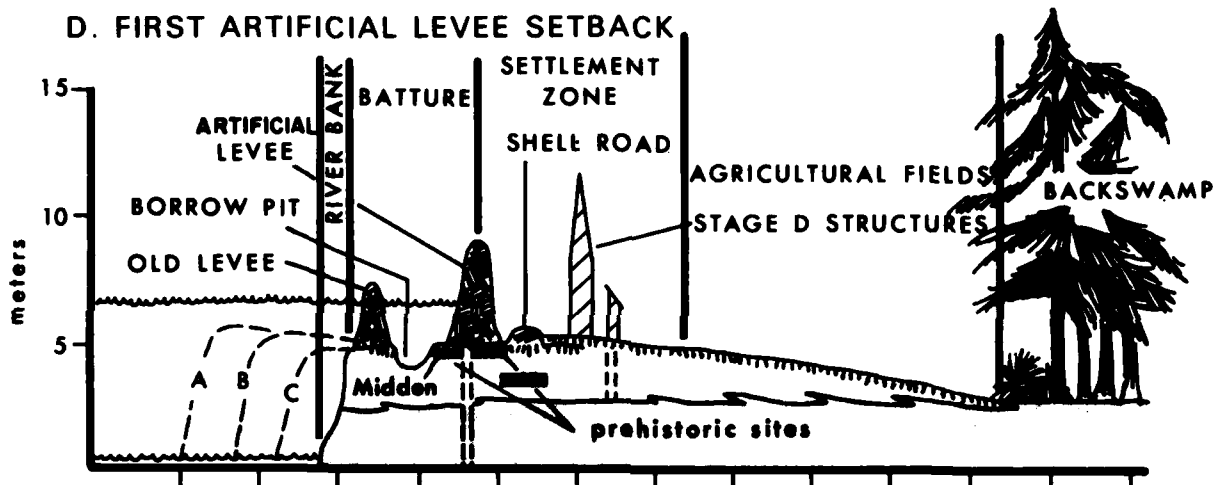 D. FIRST ARTIFICIAL LEVEE SETBACK
15
10
5
meters
RIVER BANK
BATTURE
SETTLEMENT
ZONE
ARTIFICIAL
LEVEE
SHELL ROAD
AGRICULTURAL FIELDS
BACKSWAMP
BORROW PIT
STAGE D STRUCTURES
OLD LEVEE
A
B
C
Midden
prehistoric sites